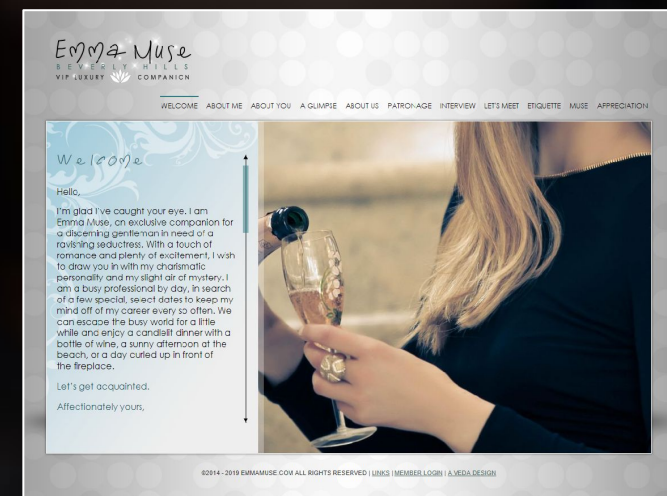 Emma Muse
BEVERLY HILLS
VIP LUXURY COMPANION
WELCOME ABOUT ME ABOUT YOU A GLIMPSE ABOUT US PATRONAGE INTERVIEW LET'S MEET ETIQUETTE MUSE APPRECIATION
Welcome
Hello,
I'm glad I've caught your eye. I am
Emma Muse, an exclusive companion for
a discerning gentleman in need of a
ravishing seductress. With a touch of
romance and plenty of excitement, I wish
to draw you in with my charismatic
personality and my slight air of mystery. I
am a busy professional by day, in search
of a few special, select dates to keep my
mind off of my career every so often. We
can escape the busy world for a little
while and enjoy a candlelit dinner with a
bottle of wine, a sunny afternoon at the
beach, or a day curled up in front of
the fireplace.
Let's get acquainted.
Affectionately yours,
©2014 - 2019 EMMAMUSE.COM ALL RIGHTS RESERVED | LINKS | MEMBER LOGIN | A VEDA DESIGN